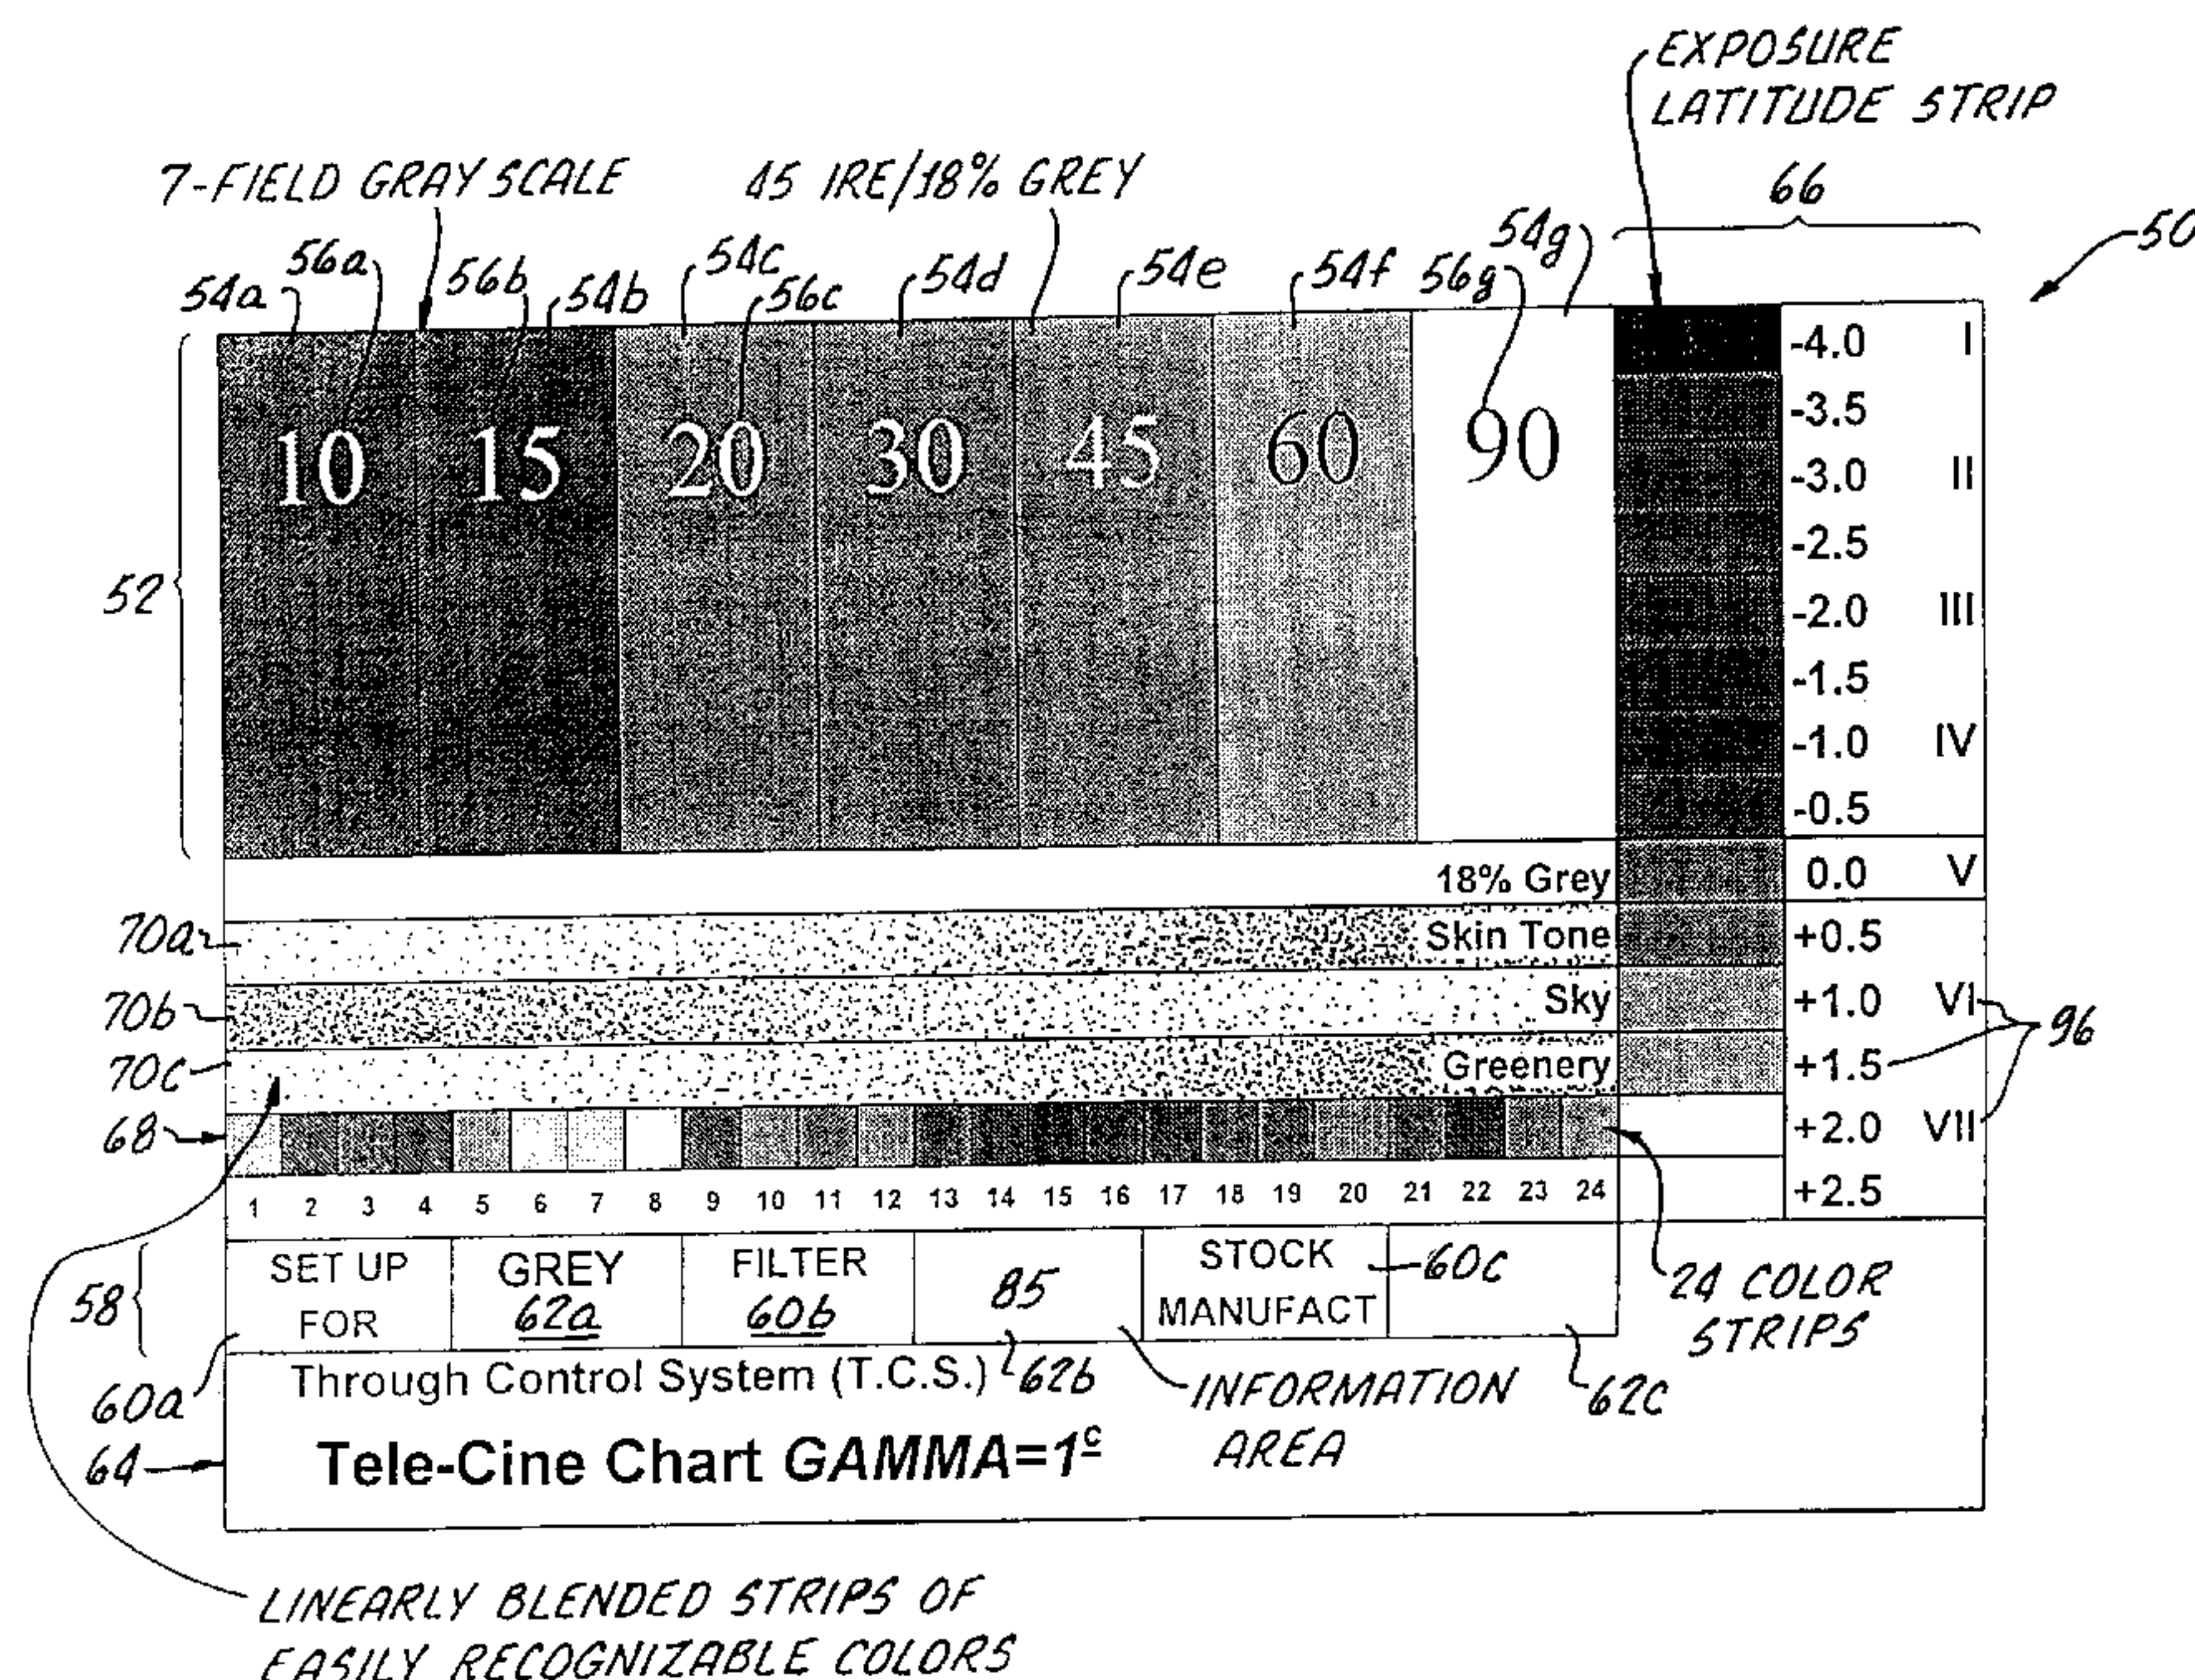 EXPOSURE
LATITUDE STRIP
7-FIELD GRAY SCALE
45 IRE/18% GREY
66
50
54a
56a
56b
54b
54c
56c
54d
54e
54f
56g
54g
10 15 20 30 45 60 90
52
-4.0 I
-3.5
-3.0 II
-2.5
-2.0 III
-1.5
-1.0 IV
-0.5
18% Grey 0.0 V
70a Skin Tone +0.5
70b Sky +1.0 VI
96
70c Greenery +1.5
68 +2.0 VII
1 2 3 4 5 6 7 8 9 10 11 12 13 14 15 16 17 18 19 20 21 22 23 24 +2.5
58
SET UP
FOR
GREY
62a
FILTER
60b
85
STOCK
MANUFACT
60c
24 COLOR
STRIPS
60a
Through Control System (T.C.S.)
62b
INFORMATION
AREA
62c
64
Tele-Cine Chart GAMMA=1c
LINEARLY BLENDED STRIPS OF
EASILY RECOGNIZABLE COLORS